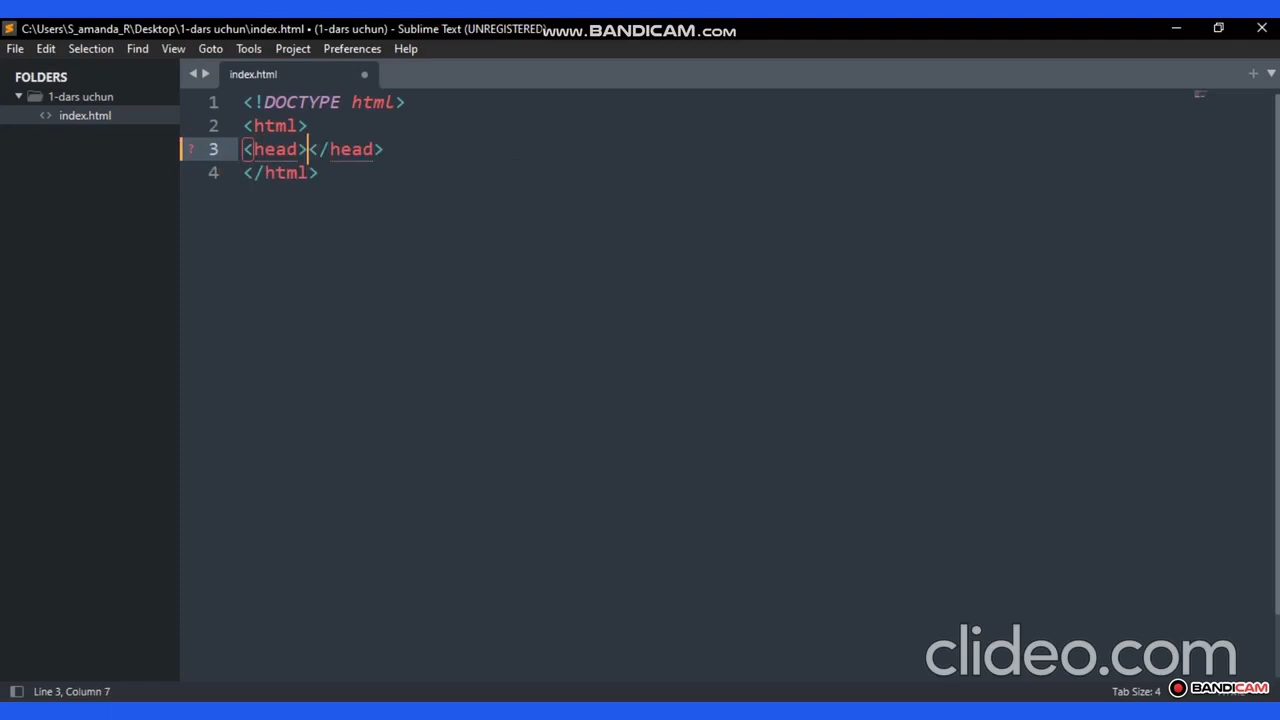 C:\Users\S_amanda_R\Desktop\1-dars uchun\index.html • (1-dars uchun) - Sublime Text (UNREGISTERED)
www.BANDICAM.com
File Edit Selection Find View Goto Tools Project Preferences Help
FOLDERS
1-dars uchun
index.html
index.html
1 <!DOCTYPE html>
2 <html>
? 3 <head></head>
4 </html>
clideo.com
Line 3, Column 7
Tab Size: 4
BANDICAM